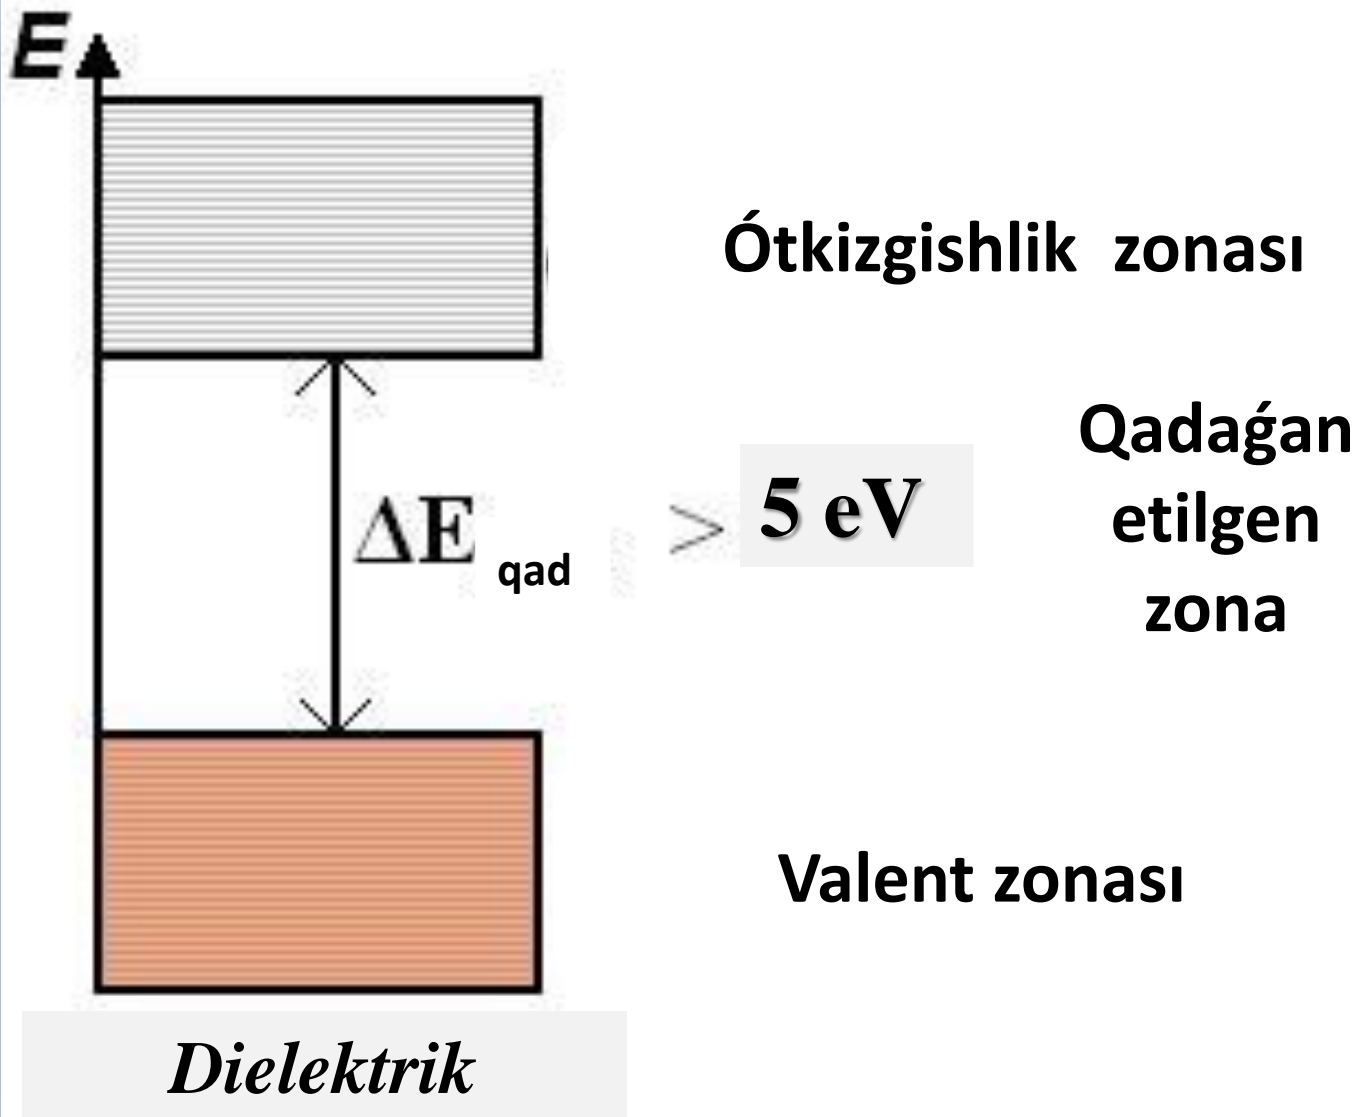 E
Ótkizgishlik zonası
Qadaǵan
etilgen
zona
ΔE qad > 5 eV
Valent zonası
Dielektrik